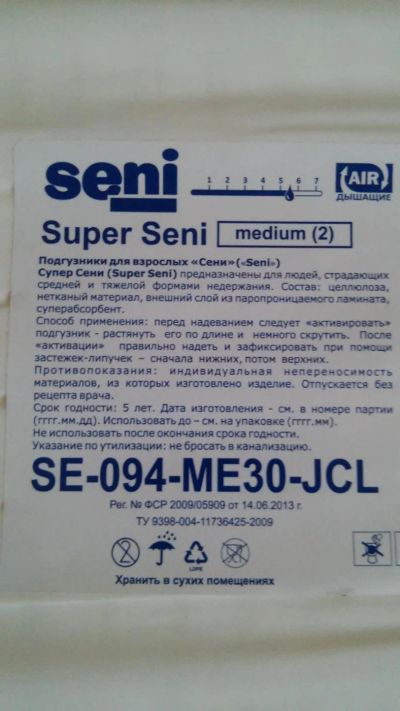 seni
1 2 3 4 5 6 7
AIR
ДЫШАЩИЕ
Super Seni medium (2)
Подгузники для взрослых «Сени»(«Seni»)
Супер Сени (Super Seni) предназначены для людей, страдающих
средней и тяжелой формами недержания. Состав: целлюлоза,
нетканый материал, внешний слой из паропроницаемого ламината,
суперабсорбент.
Способ применения: перед надеванием следует «активировать»
подгузник - растянуть его по длине и немного скрутить. После
«активации» правильно надеть и зафиксировать при помощи
застежек-липучек – сначала нижних, потом верхних.
Противопоказания: индивидуальная непереносимость
материалов, из которых изготовлено изделие. Отпускается без
рецепта врача.
Срок годности: 5 лет. Дата изготовления - см. в номере партии
(гггг.мм.дд). Использовать до – см. на упаковке (гггг.мм).
Не использовать после окончания срока годности.
Указание по утилизации: не бросать в канализацию.
SE-094-ME30-JCL
Рег. № ФСР 2009/05909 от 14.06.2013 г.
ТУ 9398-004-11736425-2009
2
4
LDPE
Хранить в сухих помещениях